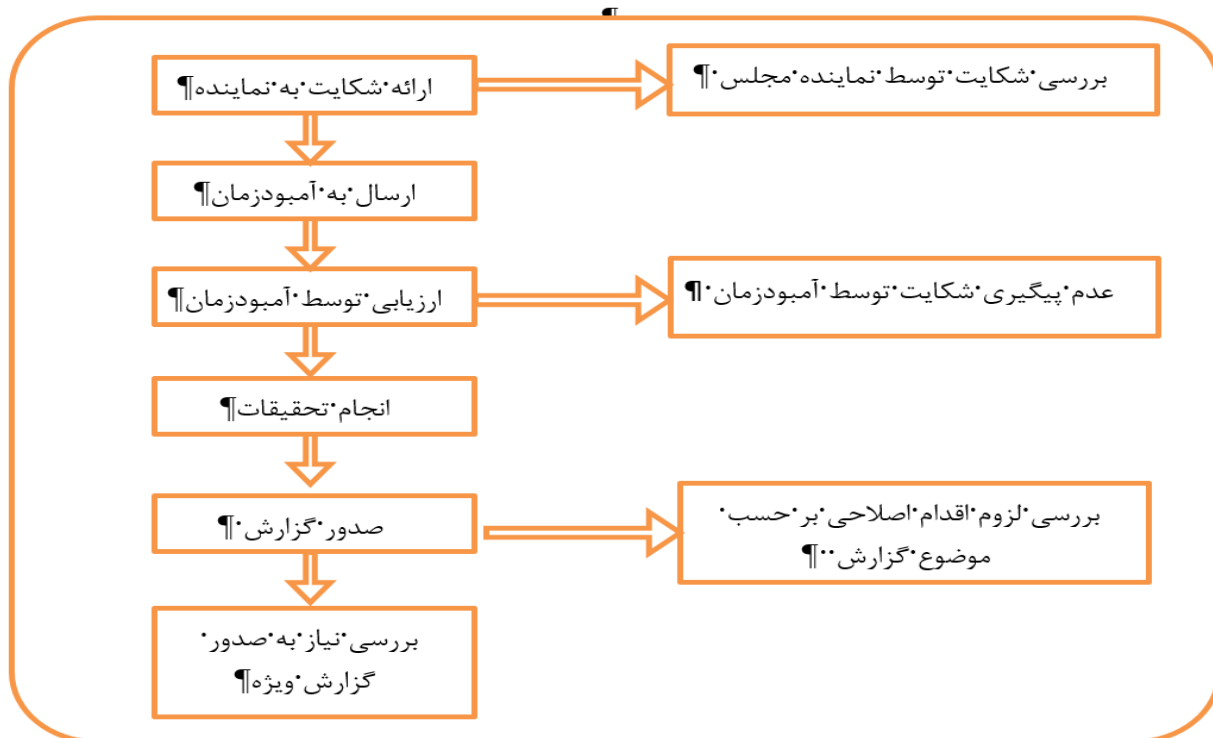 ¶
ارائه شکایت به نماینده¶
بررسی شکایت توسط نماینده مجلس ¶
ارسال به آمبودزمان¶
ارزیابی توسط آمبودزمان¶
عدم پیگیری شکایت توسط آمبودزمان ¶
انجام تحقیقات¶
صدور گزارش ¶
بررسی لزوم اقدام اصلاحی بر حسب
موضوع گزارش ¶
بررسی نیاز به صدور
گزارش ویژه¶